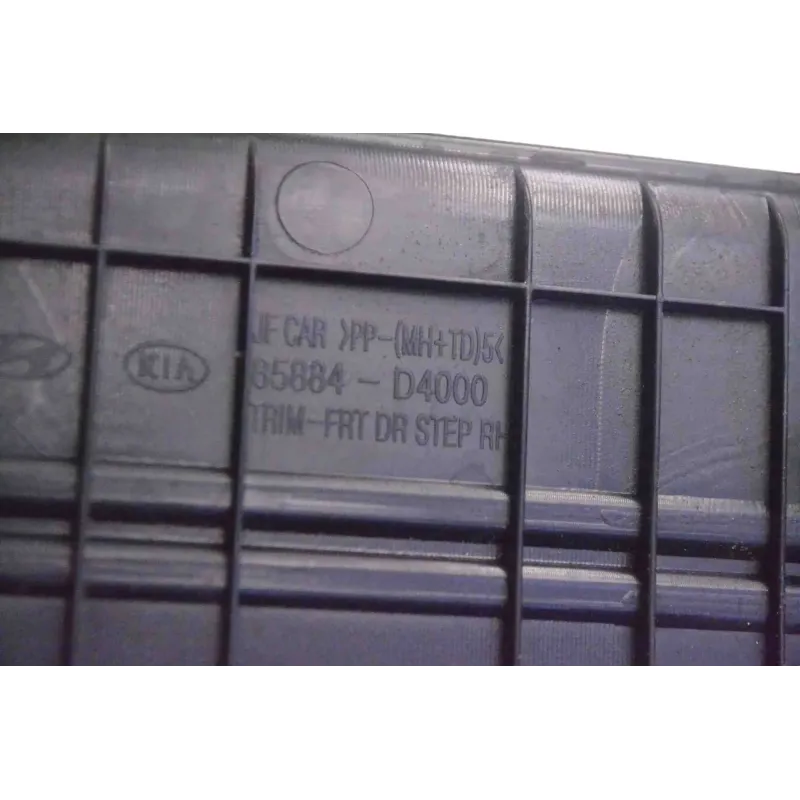 JF CAR >PP-(MH+TD)5<
KIA
85884 - D4000
TRIM-FRT DR STEP RH